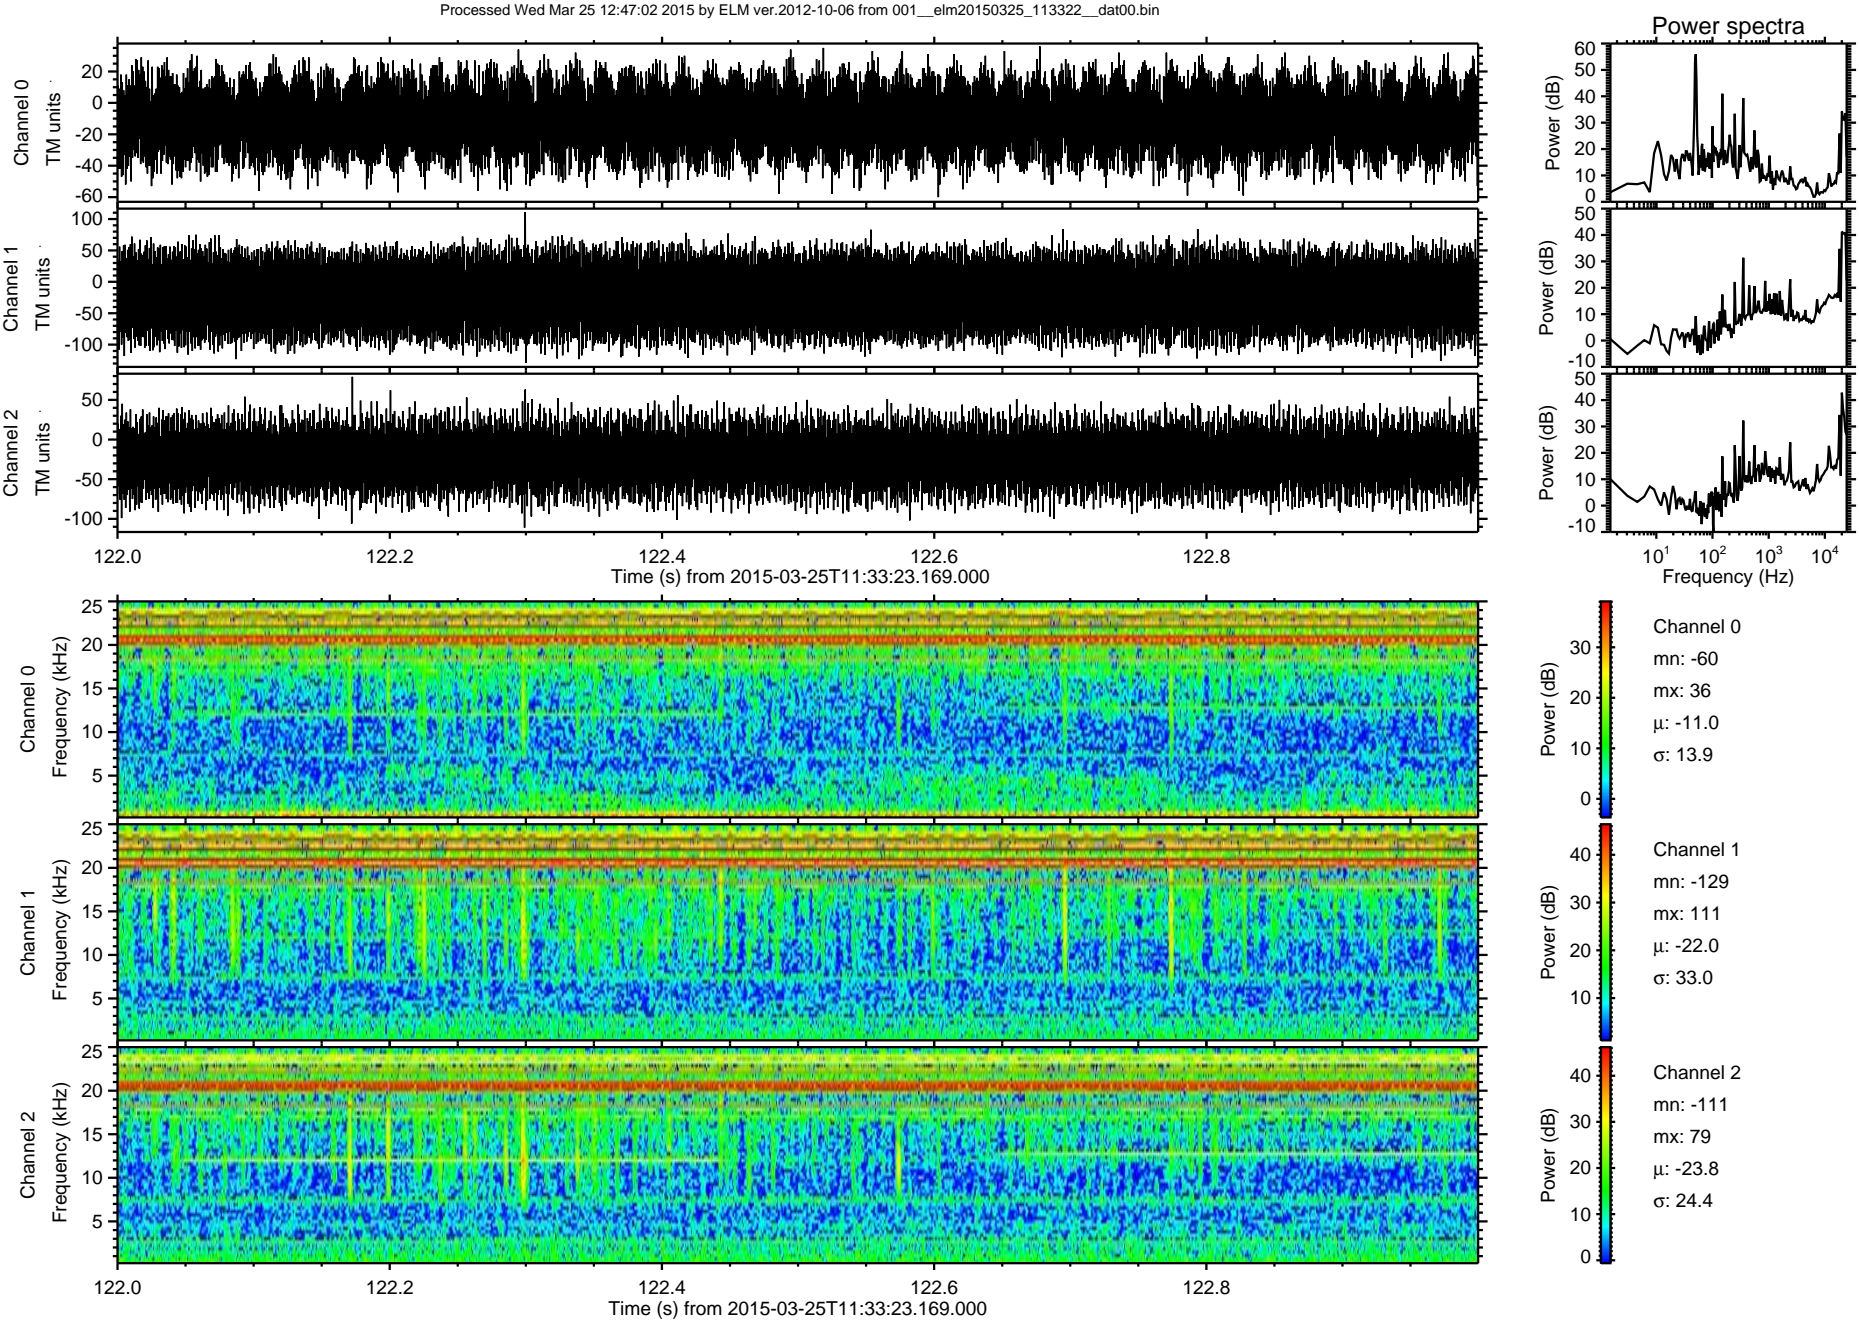 Processed Wed Mar 25 12:47:02 2015 by ELM ver.2012-10-06 from 001__elm20150325_113322__dat00.bin
Power spectra
Channel 0
TM units
20
0
-20
-40
-60
Power (dB)
60
50
40
30
20
10
0
Channel 1
TM units
100
50
0
-50
-100
Power (dB)
50
40
30
20
10
0
-10
Channel 2
TM units
50
0
-50
-100
Power (dB)
50
40
30
20
10
0
-10
122.0 122.2 122.4 122.6 122.8
Time (s) from 2015-03-25T11:33:23.169.000
10¹ 10² 10³ 10⁴
Frequency (Hz)
Channel 0
Frequency (kHz)
25
20
15
10
5
Power (dB)
30
20
10
0
Channel 0
mn: -60
mx: 36
μ: -11.0
σ: 13.9
Channel 1
Frequency (kHz)
25
20
15
10
5
Power (dB)
40
30
20
10
Channel 1
mn: -129
mx: 111
μ: -22.0
σ: 33.0
Channel 2
Frequency (kHz)
25
20
15
10
5
Power (dB)
40
30
20
10
0
Channel 2
mn: -111
mx: 79
μ: -23.8
σ: 24.4
122.0 122.2 122.4 122.6 122.8
Time (s) from 2015-03-25T11:33:23.169.000